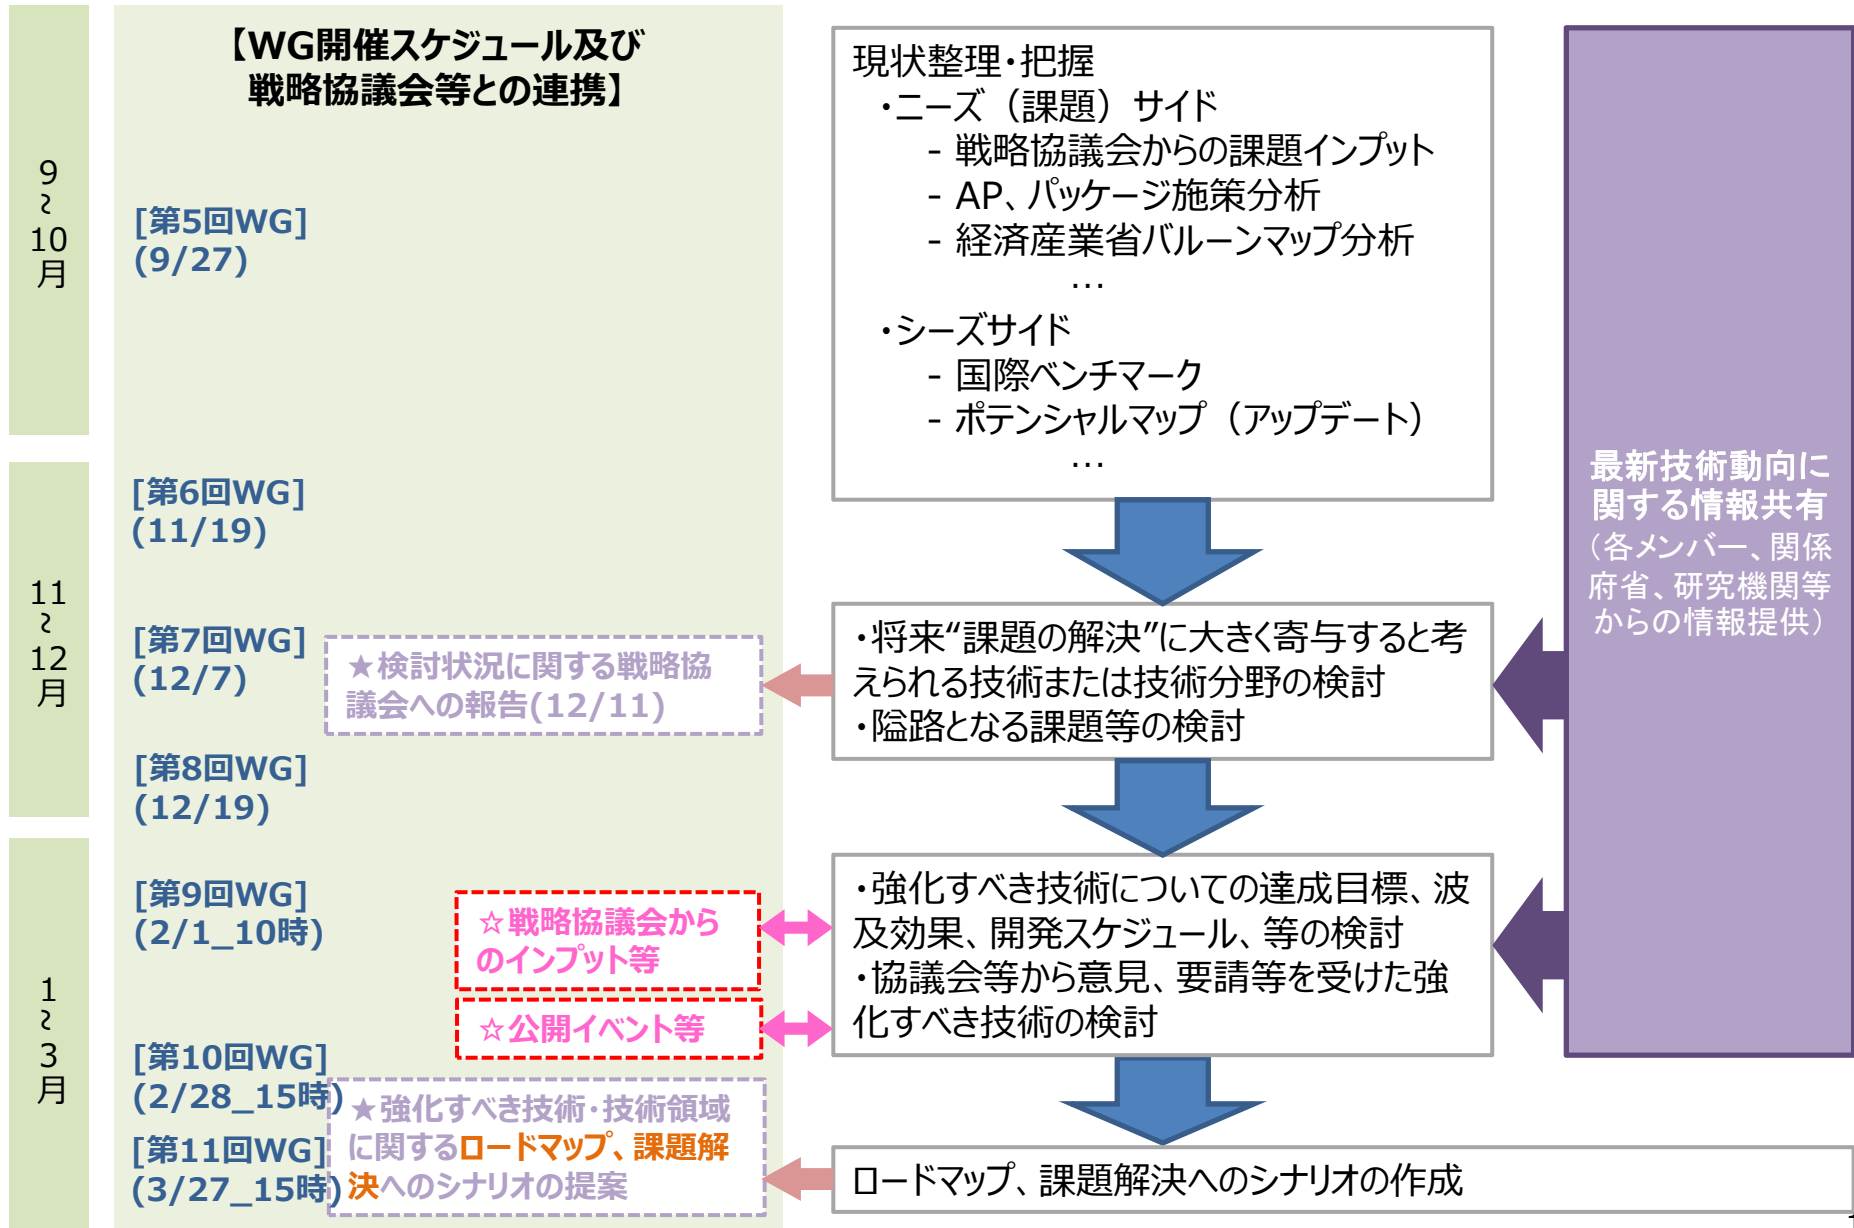 9
~
10
月
11
~
12
月
1
~
3
月
【WG開催スケジュール及び
戦略協議会等との連携】
[第5回WG]
(9/27)
[第6回WG]
(11/19)
[第7回WG]
(12/7)
★検討状況に関する戦略協
議会への報告(12/11)
[第8回WG]
(12/19)
[第9回WG]
(2/1_10時)
☆戦略協議会から
のインプット等
☆公開イベント等
[第10回WG]
(2/28_15時)
[第11回WG]
(3/27_15時)
★強化すべき技術・技術領域
に関するロードマップ、課題解
決へのシナリオの提案
現状整理・把握
・ニーズ（課題）サイド
- 戦略協議会からの課題インプット
- AP、パッケージ施策分析
- 経済産業省バルーンマップ分析
…
・シーズサイド
- 国際ベンチマーク
- ポテンシャルマップ（アップデート）
…
・将来“課題の解決”に大きく寄与すると考
えられる技術または技術分野の検討
・隘路となる課題等の検討
・強化すべき技術についての達成目標、波
及効果、開発スケジュール、等の検討
・協議会等から意見、要請等を受けた強
化すべき技術の検討
ロードマップ、課題解決へのシナリオの作成
最新技術動向に
関する情報共有
（各メンバー、関係
府省、研究機関等
からの情報提供）